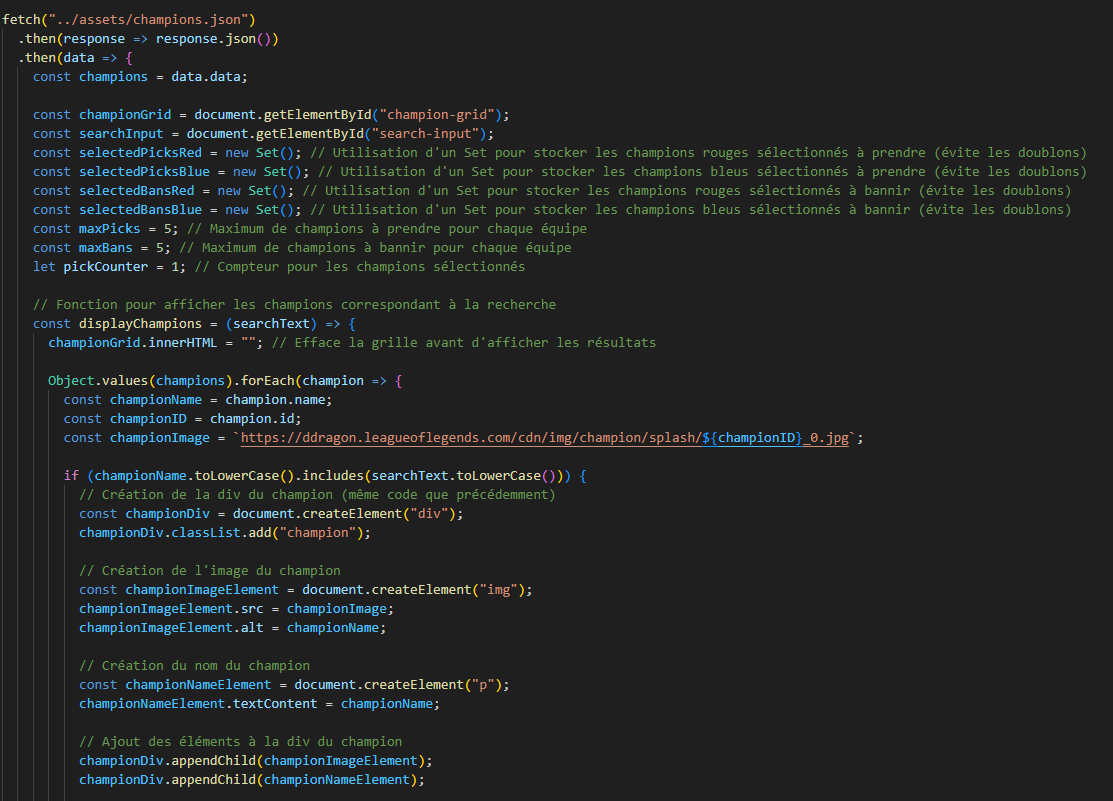 fetch("../assets/champions.json")
.then(response => response.json())
.then(data => {
const champions = data.data;
const championGrid = document.getElementById("champion-grid");
const searchInput = document.getElementById("search-input");
const selectedPicksRed = new Set(); // Utilisation d'un Set pour stocker les champions rouges sélectionnés à prendre (évite les doublons)
const selectedPicksBlue = new Set(); // Utilisation d'un Set pour stocker les champions bleus sélectionnés à prendre (évite les doublons)
const selectedBansRed = new Set(); // Utilisation d'un Set pour stocker les champions rouges sélectionnés à bannir (évite les doublons)
const selectedBansBlue = new Set(); // Utilisation d'un Set pour stocker les champions bleus sélectionnés à bannir (évite les doublons)
const maxPicks = 5; // Maximum de champions à prendre pour chaque équipe
const maxBans = 5; // Maximum de champions à bannir pour chaque équipe
let pickCounter = 1; // Compteur pour les champions sélectionnés
// Fonction pour afficher les champions correspondant à la recherche
const displayChampions = (searchText) => {
championGrid.innerHTML = ""; // Efface la grille avant d'afficher les résultats
Object.values(champions).forEach(champion => {
const championName = champion.name;
const championID = champion.id;
const championImage = `https://ddragon.leagueoflegends.com/cdn/img/champion/splash/${championID}_0.jpg`;
if (championName.toLowerCase().includes(searchText.toLowerCase())) {
// Création de la div du champion (même code que précédemment)
const championDiv = document.createElement("div");
championDiv.classList.add("champion");
// Création de l'image du champion
const championImageElement = document.createElement("img");
championImageElement.src = championImage;
championImageElement.alt = championName;
// Création du nom du champion
const championNameElement = document.createElement("p");
championNameElement.textContent = championName;
// Ajout des éléments à la div du champion
championDiv.appendChild(championImageElement);
championDiv.appendChild(championNameElement);